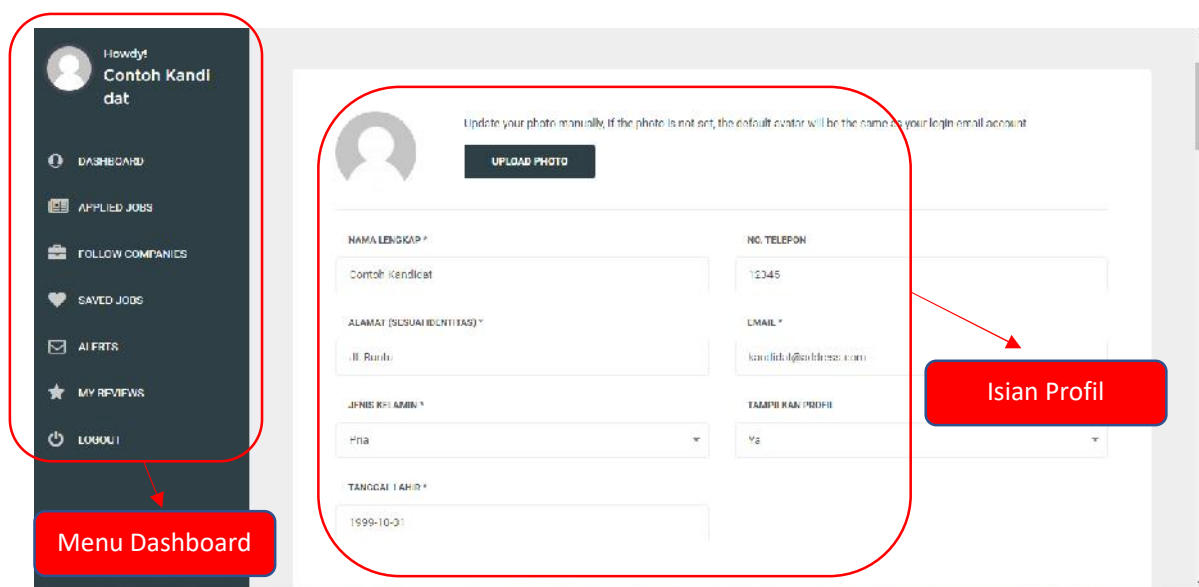 Howdy!
Contoh Kandi
dat
DASHBOARD
APPLIED JOBS
FOLLOW COMPANIES
SAVED JOBS
ALERTS
MY REVIEWS
LOGOUT
Menu Dashboard
Update your photo manually, If the photo is not set, the default avatar will be the same as your login email account
UPLOAD PHOTO
NAMA LENGKAP *
Contoh Kandidat
NO. TELEPON
12345
ALAMAT (SESUAI IDENTITAS) *
Jl.
EMAIL *
kandidat@address.com
JENIS KELAMIN *
Pria
TAMPILKAN PROFIL
Ya
TANGGAL LAHIR *
1999-10-31
Isian Profil